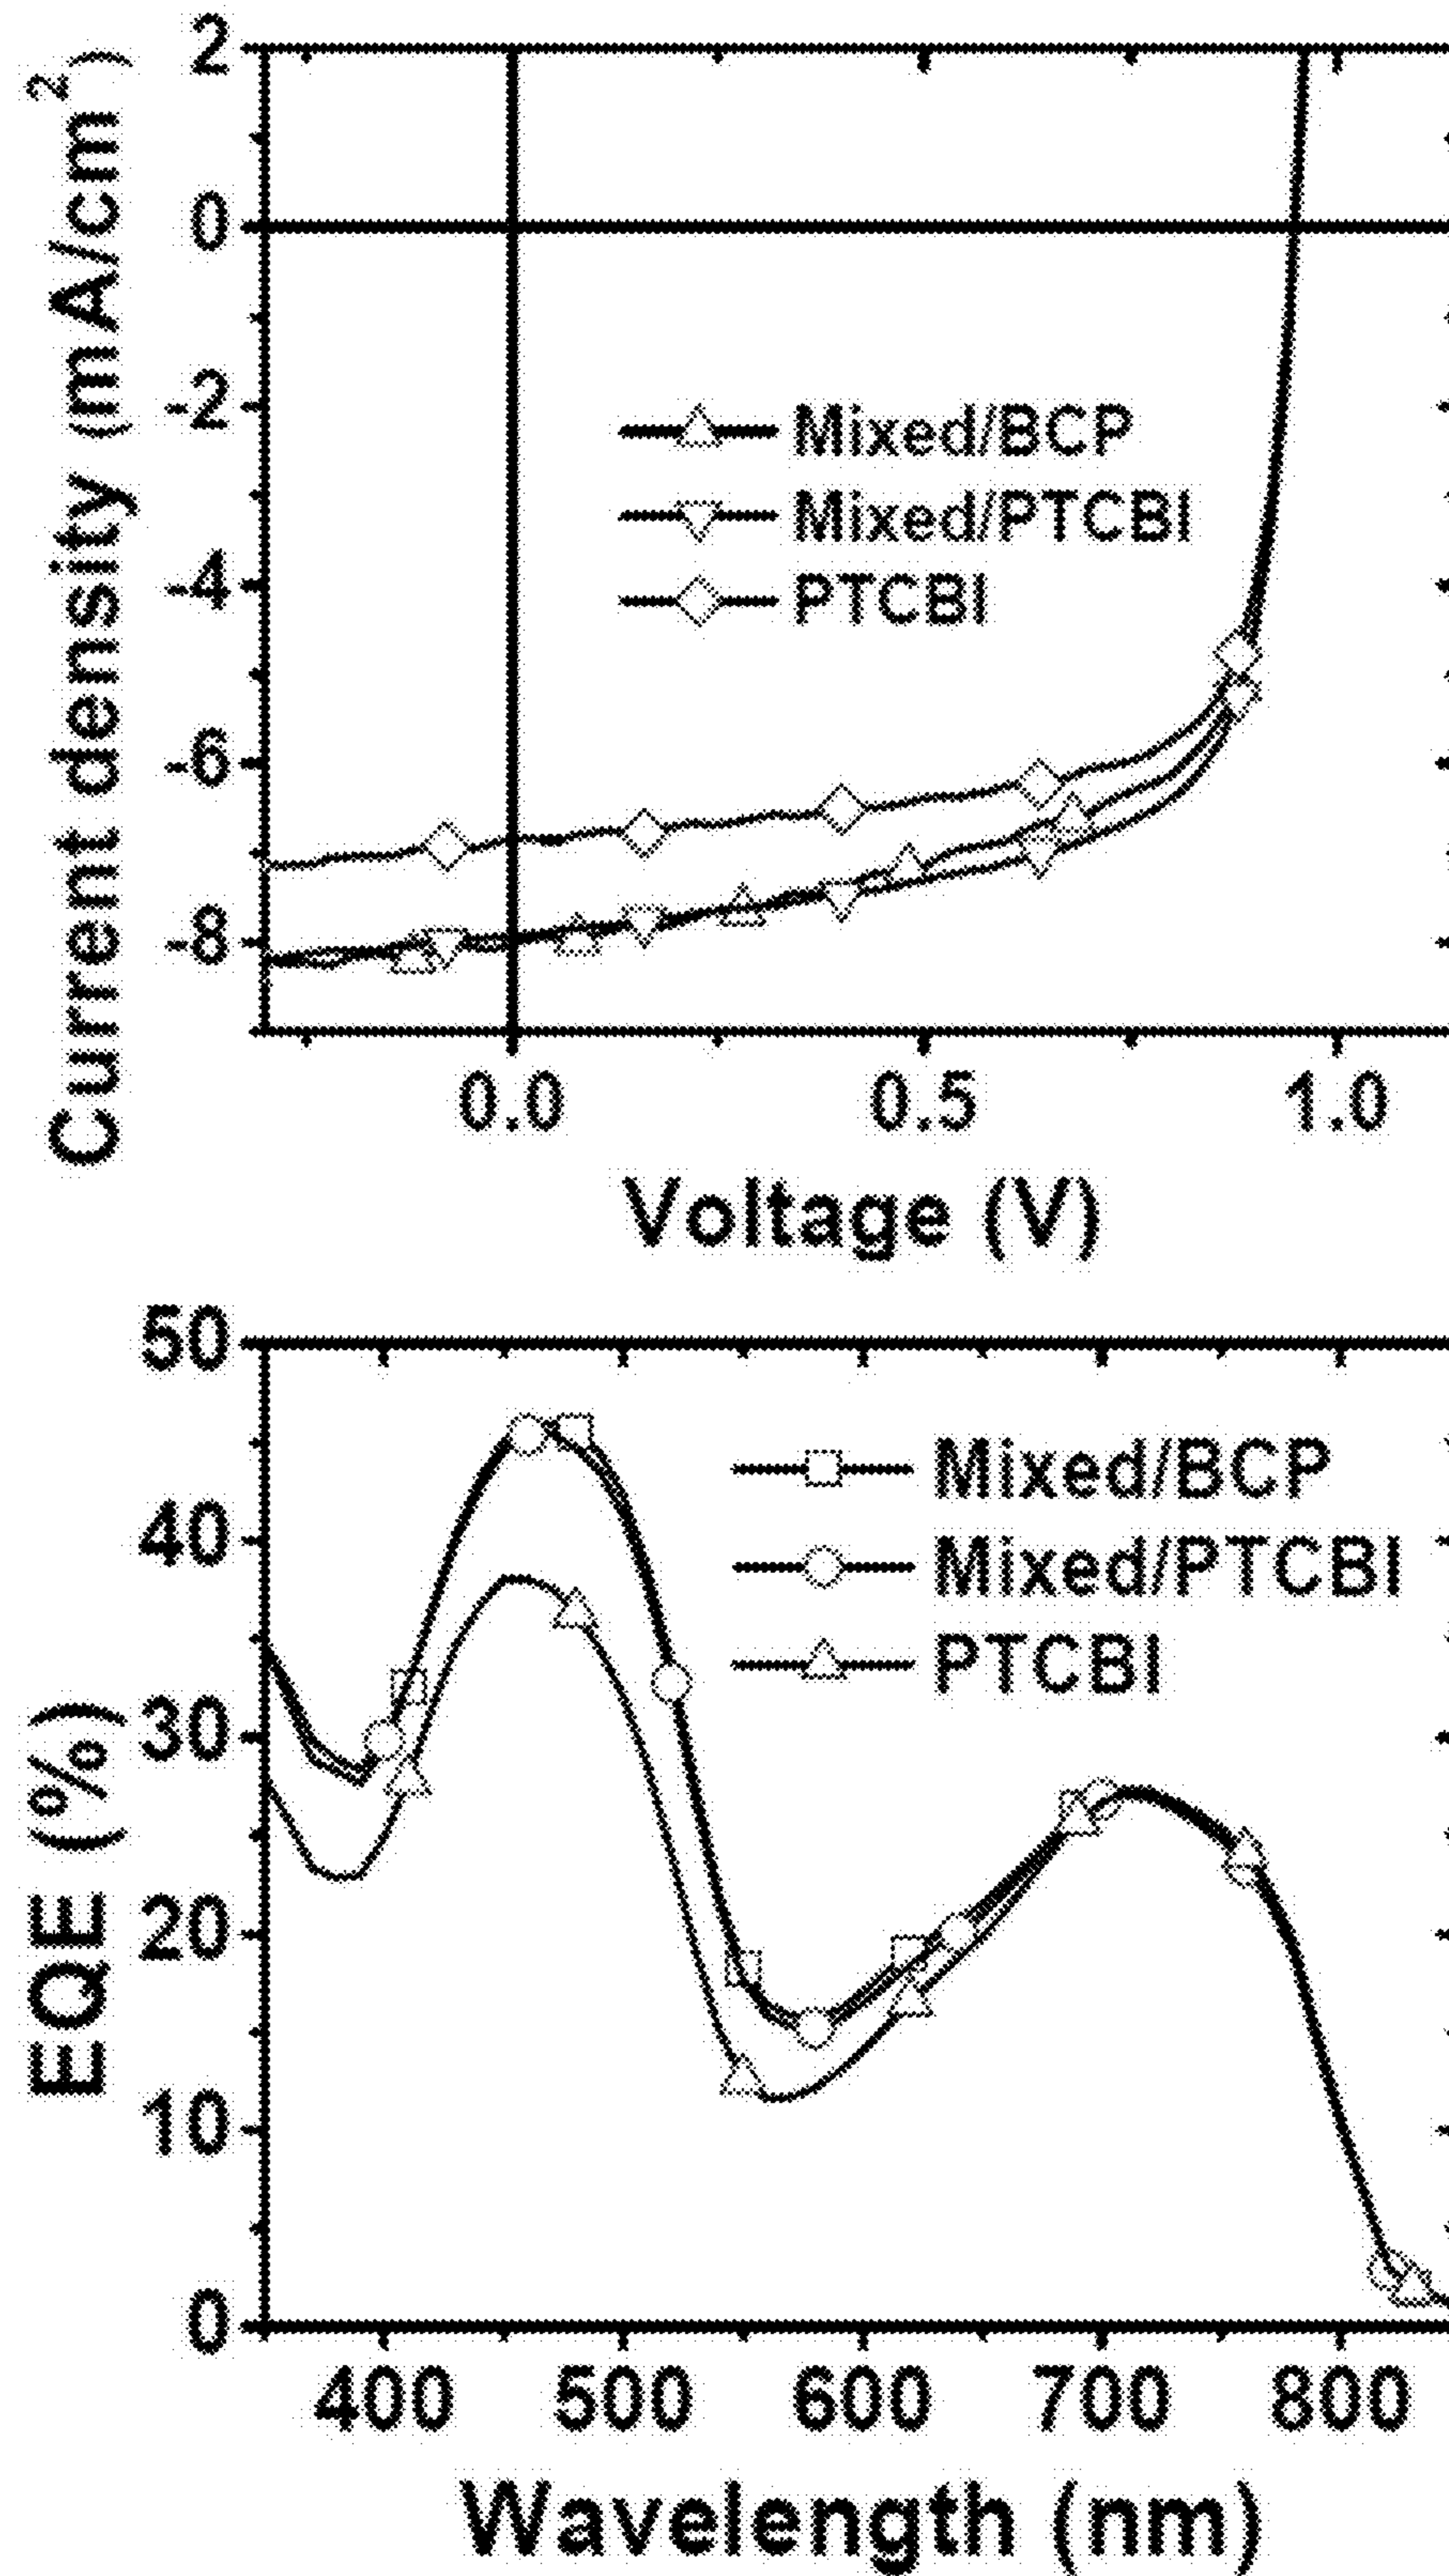 Current density (mA/cm²)
2
0
-2
-4
-6
-8
Mixed/BCP
Mixed/PTCBI
PTCBI
0.0 0.5 1.0
Voltage (V)
EQE (%)
50
40
30
20
10
0
Mixed/BCP
Mixed/PTCBI
PTCBI
400 500 600 700 800
Wavelength (nm)